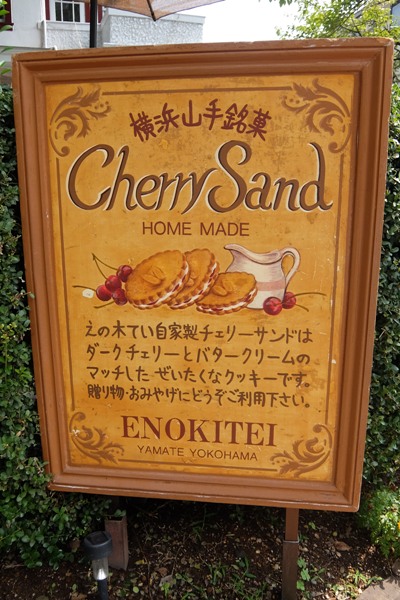 横浜山手銘菓
Cherry Sand
HOME MADE
えの木てい自家製チェリーサンドは
ダークチェリーとバタークリームの
マッチしたぜいたくなクッキーです。
贈り物・おみやげにどうぞご利用下さい。
ENOKITEI
YAMATE YOKOHAMA